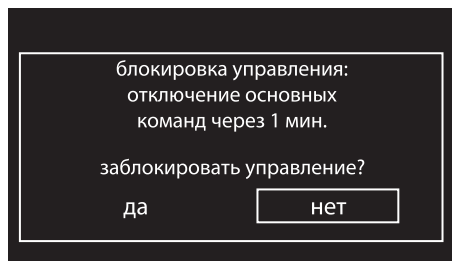 блокировка управления:
отключение основных
команд через 1 мин.
заблокировать управление?
да нет